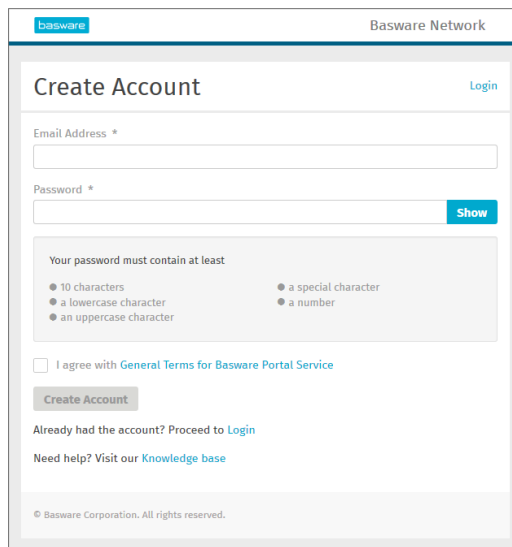 basware
Basware Network
Create Account
Login
Email Address *
Password *
Show
Your password must contain at least
10 characters
a special character
a lowercase character
a number
an uppercase character
I agree with General Terms for Basware Portal Service
Create Account
Already had the account? Proceed to Login
Need help? Visit our Knowledge base
© Basware Corporation. All rights reserved.